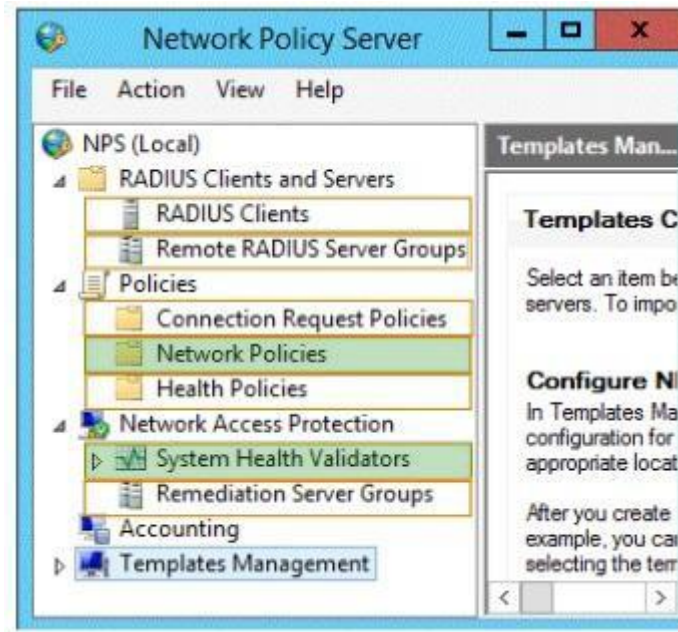 Network Policy Server
File Action View Help
NPS (Local)
RADIUS Clients and Servers
RADIUS Clients
Remote RADIUS Server Groups
Policies
Connection Request Policies
Network Policies
Health Policies
Network Access Protection
System Health Validators
Remediation Server Groups
Accounting
Templates Management
Templates Man...
Templates C
Select an item be
servers. To impo
Configure N
In Templates Ma
configuration for
appropriate locat
After you create
example, you ca
selecting the